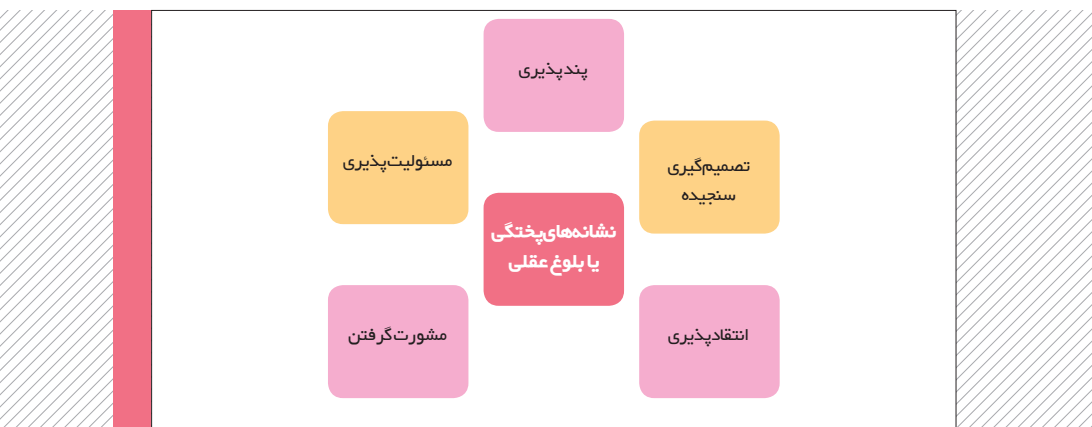 پندپذیری
تصمیم‌گیری
سنجیده
مسئولیت‌پذیری
نشانه‌های‌پختگی
یا بلوغ عقلی
انتقادپذیری
مشورت‌گرفتن